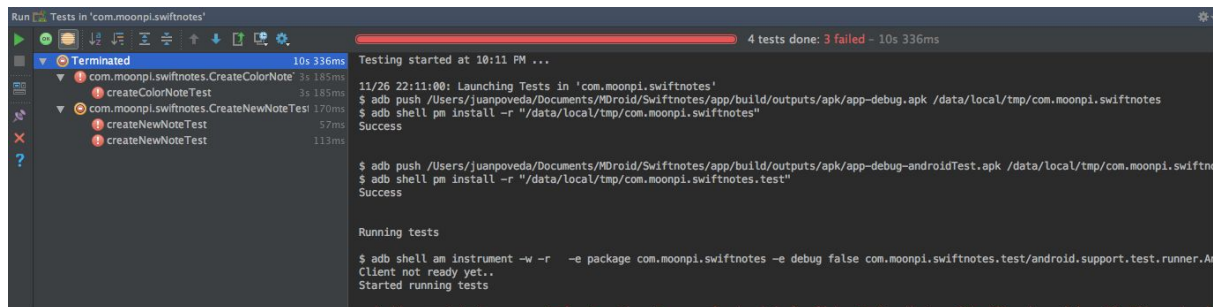 Run Tests in 'com.moonpi.swiftnotes'
4 tests done: 3 failed – 10s 336ms
Terminated 10s 336ms
com.moonpi.swiftnotes.CreateColorNote 3s 185ms
createColorNoteTest 3s 185ms
com.moonpi.swiftnotes.CreateNewNoteTest 170ms
createNewNoteTest 57ms
createNewNoteTest 113ms
Testing started at 10:11 PM ...
11/26 22:11:00: Launching Tests in 'com.moonpi.swiftnotes'
$ adb push /Users/juanpoveda/Documents/MDroid/Swiftnotes/app/build/outputs/apk/app-debug.apk /data/local/tmp/com.moonpi.swiftnotes
$ adb shell pm install -r "/data/local/tmp/com.moonpi.swiftnotes"
Success
$ adb push /Users/juanpoveda/Documents/MDroid/Swiftnotes/app/build/outputs/apk/app-debug-androidTest.apk /data/local/tmp/com.moonpi.swiftno
$ adb shell pm install -r "/data/local/tmp/com.moonpi.swiftnotes.test"
Success
Running tests
$ adb shell am instrument -w -r   -e package com.moonpi.swiftnotes -e debug false com.moonpi.swiftnotes.test/android.support.test.runner.An
Client not ready yet..
Started running tests